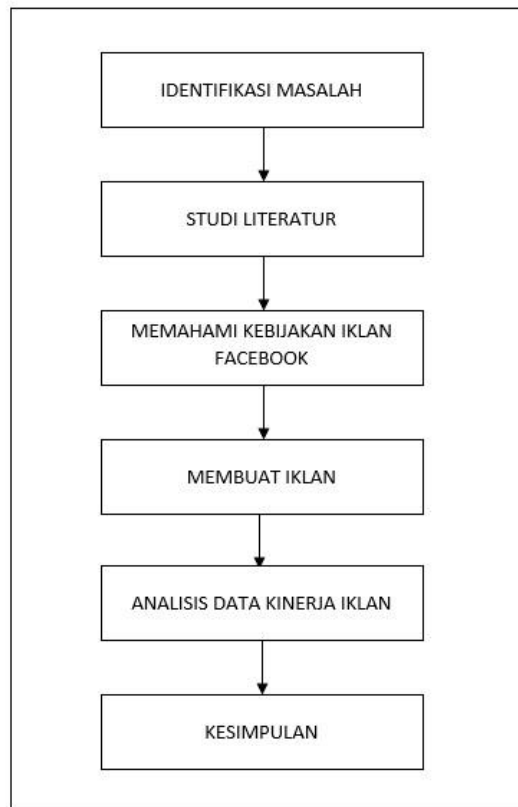 IDENTIFIKASI MASALAH
STUDI LITERATUR
MEMAHAMI KEBIJAKAN IKLAN
FACEBOOK
MEMBUAT IKLAN
ANALISIS DATA KINERJA IKLAN
KESIMPULAN